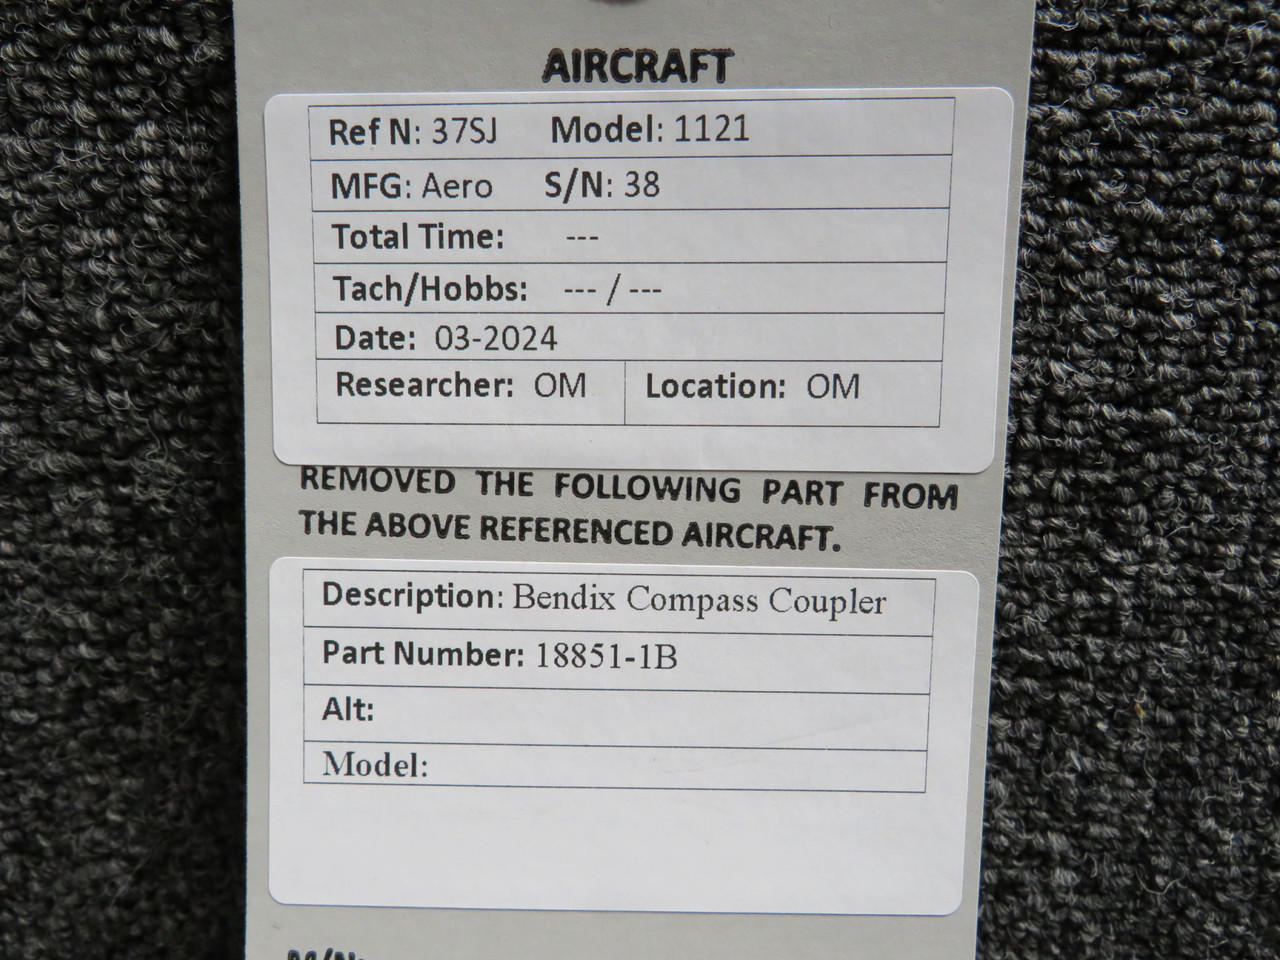 AIRCRAFT
Ref N: 37SJ Model: 1121
MFG: Aero S/N: 38
Total Time: ---
Tach/Hobbs: --- / ---
Date: 03-2024
Researcher: OM Location: OM
REMOVED THE FOLLOWING PART FROM
THE ABOVE REFERENCED AIRCRAFT.
Description: Bendix Compass Coupler
Part Number: 18851-1B
Alt:
Model: